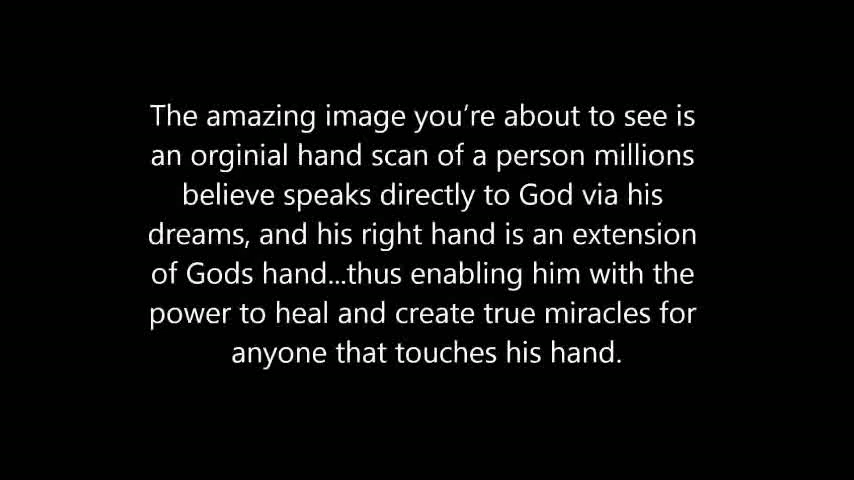 The amazing image you’re about to see is
an orginial hand scan of a person millions
believe speaks directly to God via his
dreams, and his right hand is an extension
of Gods hand...thus enabling him with the
power to heal and create true miracles for
anyone that touches his hand.